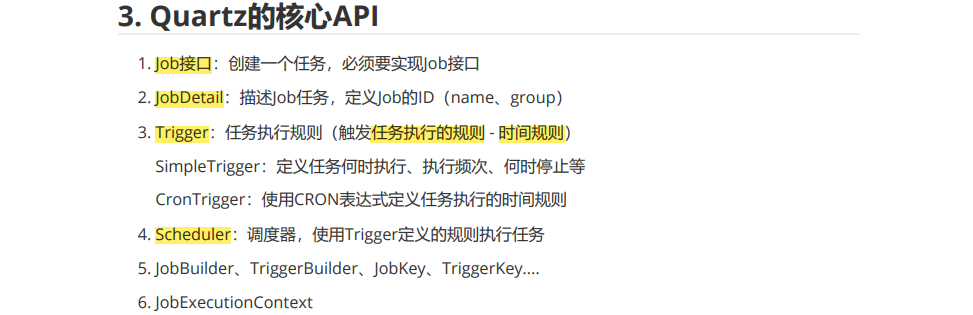 3. Quartz的核心API
1. Job接口：创建一个任务，必须要实现Job接口
2. JobDetail：描述Job任务，定义Job的ID（name、group）
3. Trigger：任务执行规则（触发任务执行的规则 - 时间规则）
SimpleTrigger：定义任务何时执行、执行频次、何时停止等
CronTrigger：使用CRON表达式定义任务执行的时间规则
4. Scheduler：调度器，使用Trigger定义的规则执行任务
5. JobBuilder、TriggerBuilder、JobKey、TriggerKey....
6. JobExecutionContext